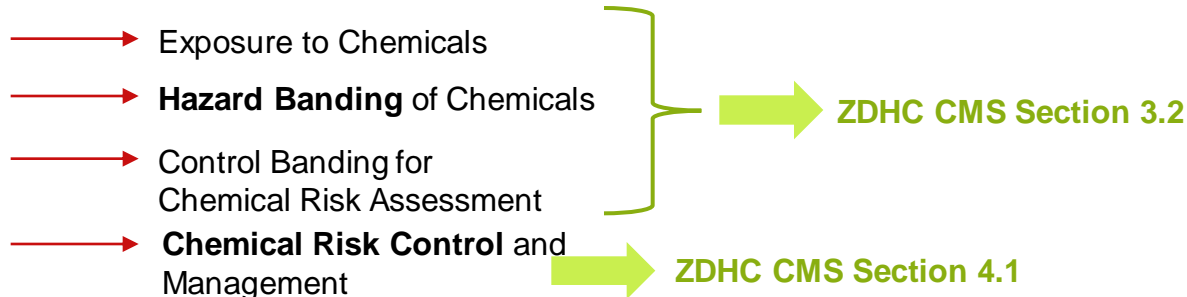 Exposure to Chemicals
Hazard Banding of Chemicals
ZDHC CMS Section 3.2
Control Banding for
Chemical Risk Assessment
Chemical Risk Control and
Management
ZDHC CMS Section 4.1